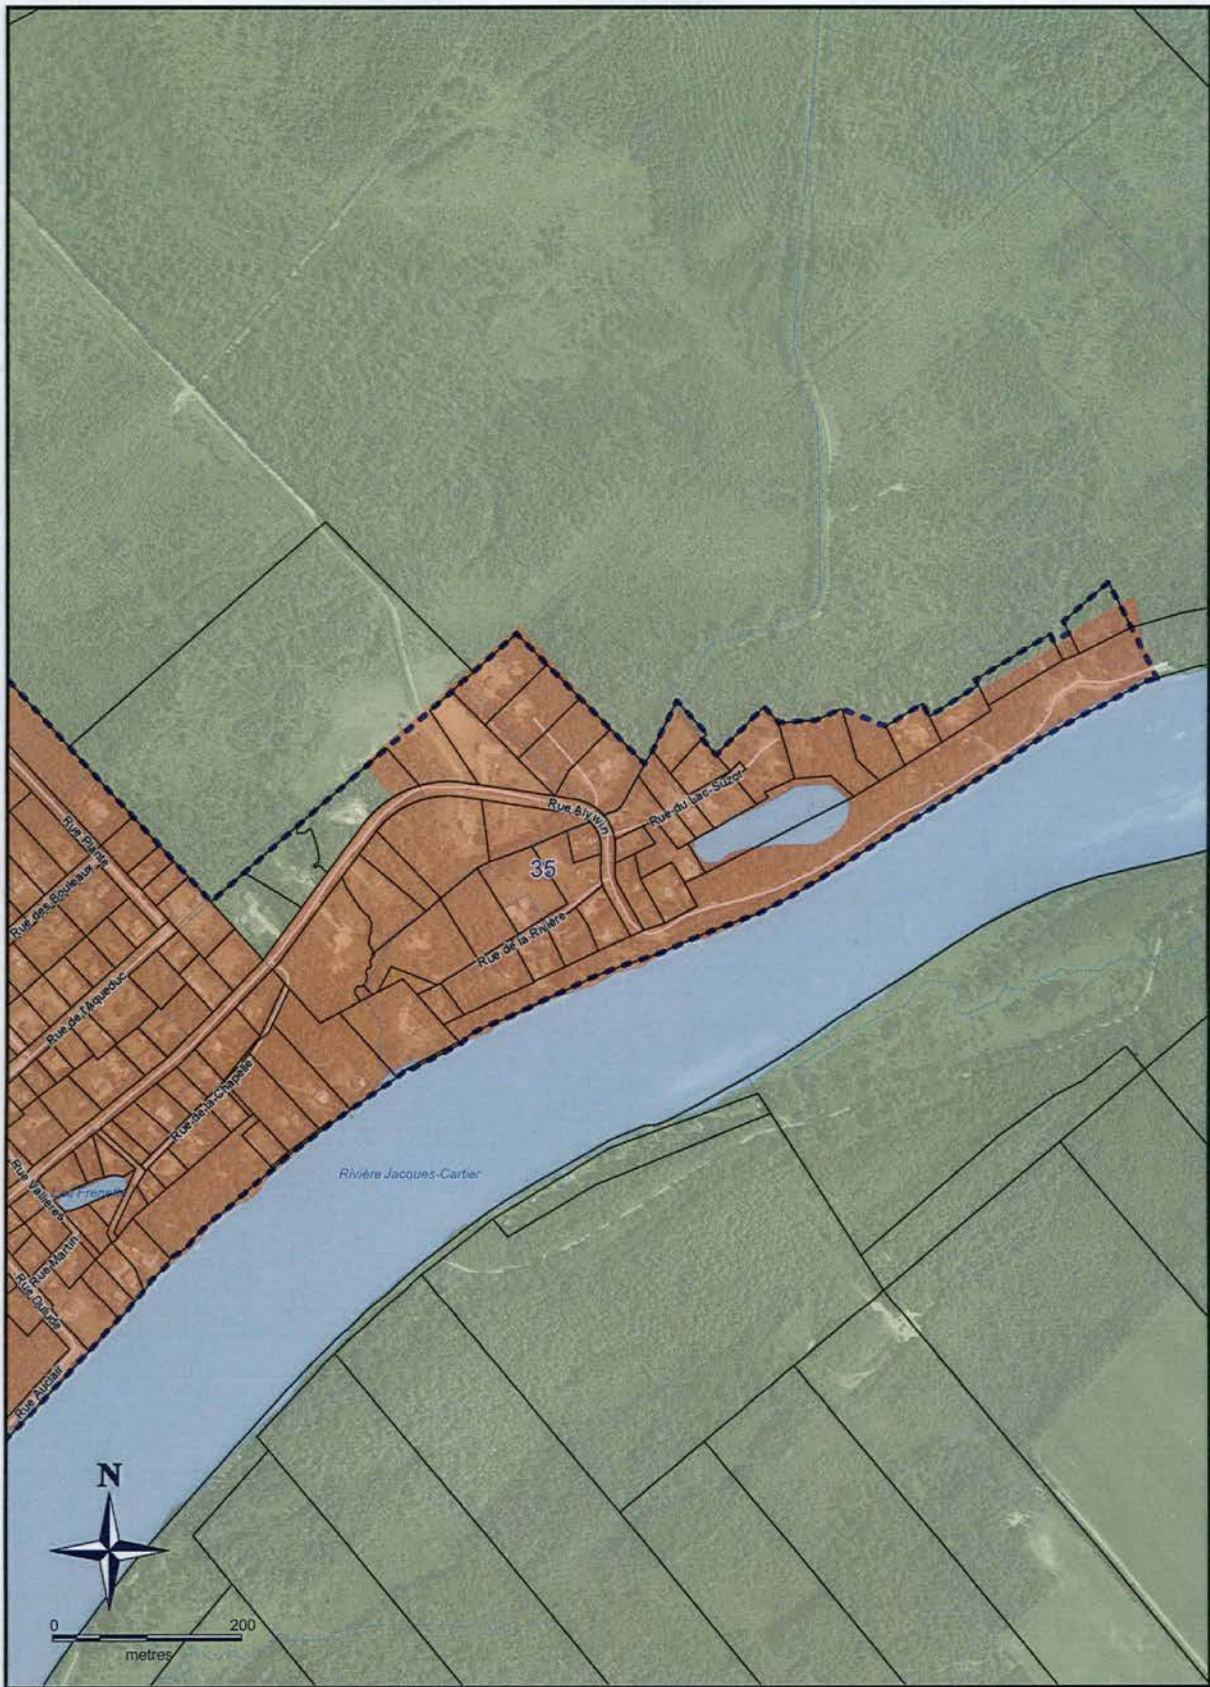 Rue Alywin
Rue du Lac-Suzor
Rue Plante
35
Rue des Bouleaux
Rue de la Rivière
Rue de l'Aqueduc
Rue de la Chapelle
Rivière Jacques-Cartier
Rue Vallières
Rue Martin
Rue Dulude
Rue Auclair
N
0 200
metres